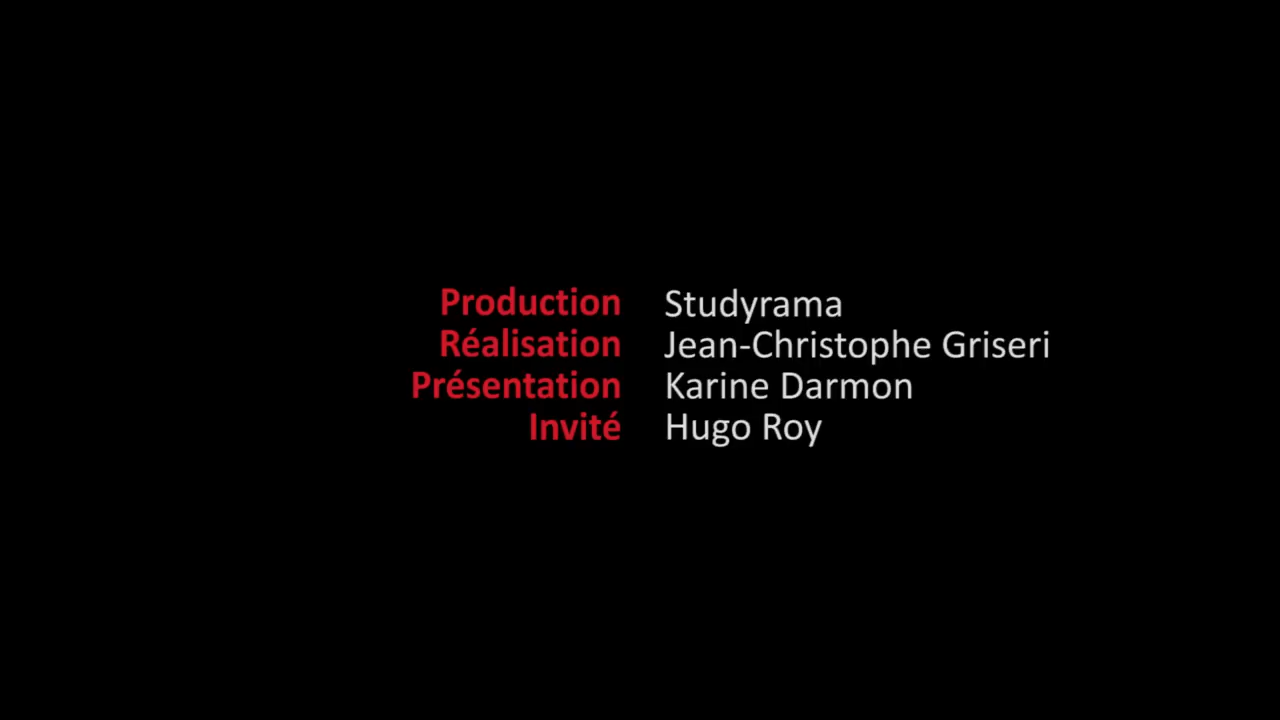 Production Studyrama
Réalisation Jean-Christophe Griseri
Présentation Karine Darmon
Invité Hugo Roy